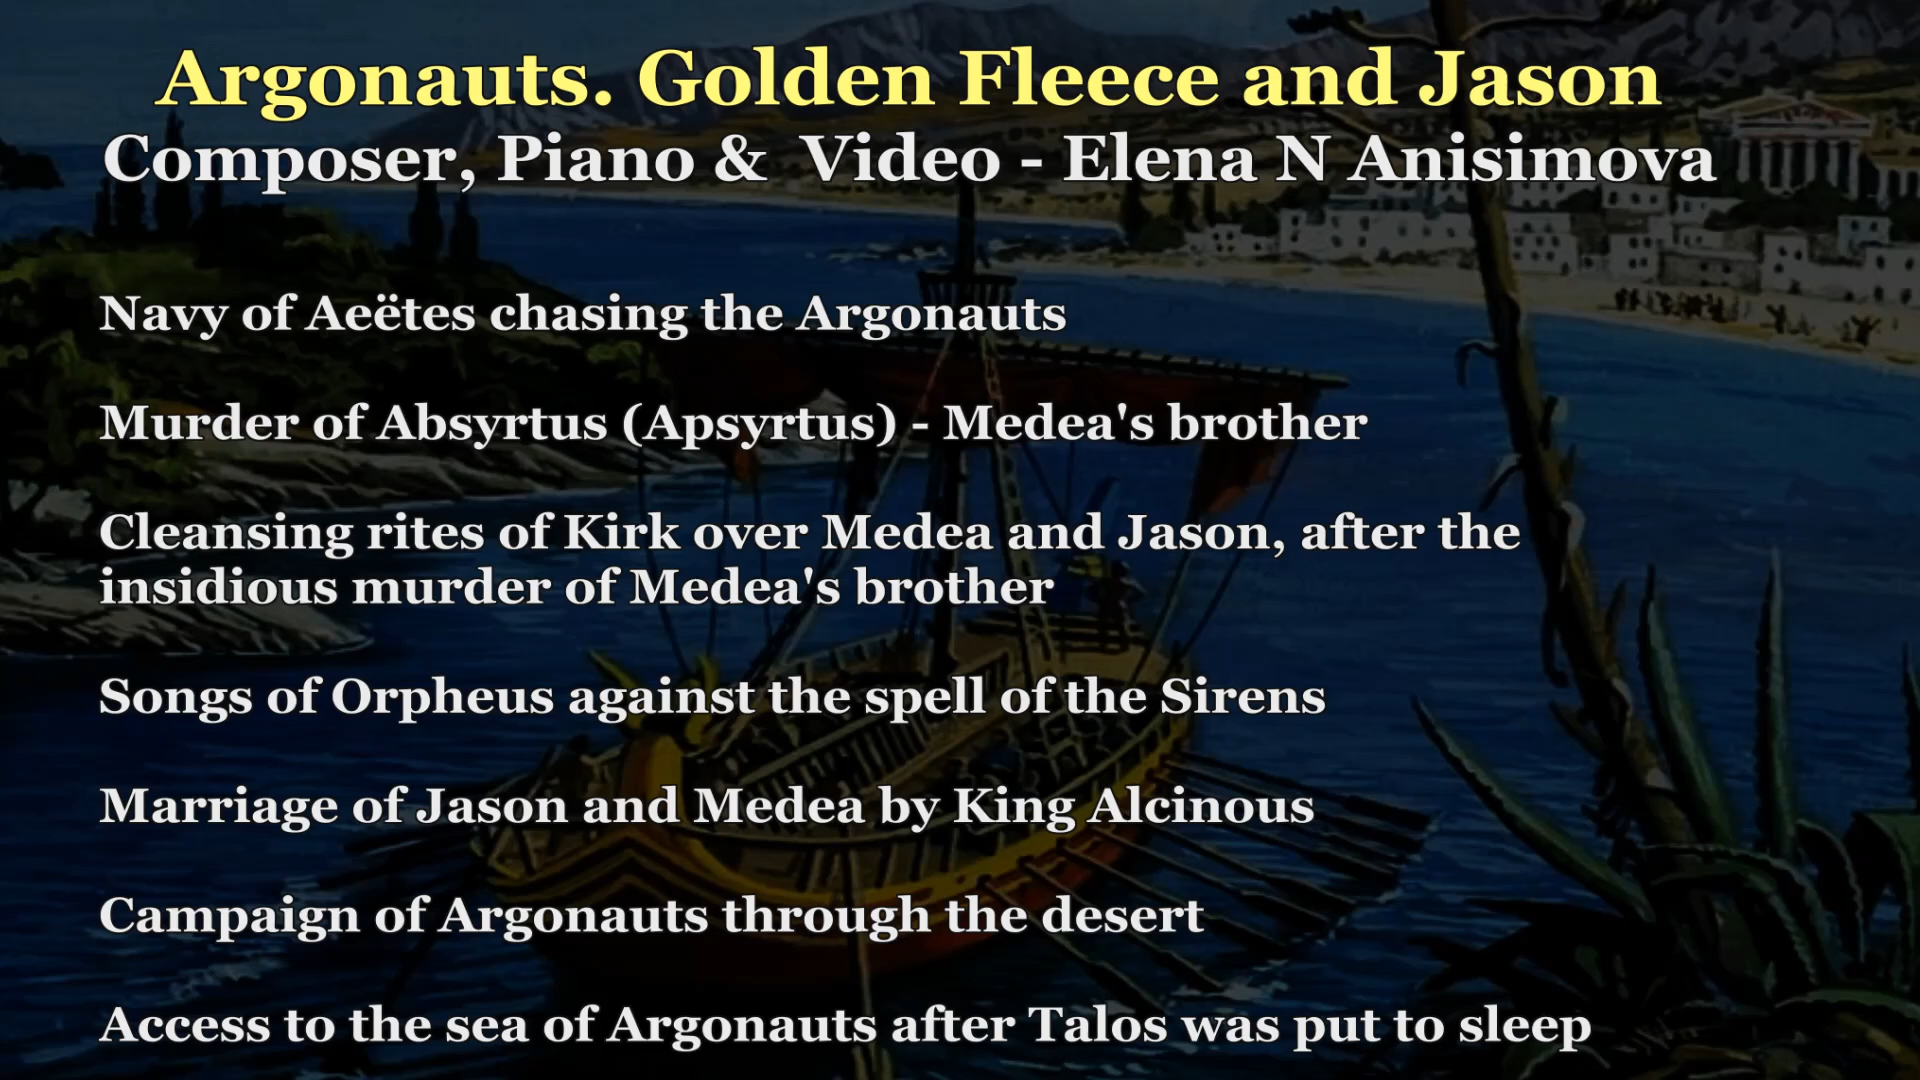 Argonauts. Golden Fleece and Jason
Composer, Piano &  Video - Elena N Anisimova
Navy of Aeëtes chasing the Argonauts
Murder of Absyrtus (Apsyrtus) - Medea's brother
Cleansing rites of Kirk over Medea and Jason, after the
insidious murder of Medea's brother
Songs of Orpheus against the spell of the Sirens
Marriage of Jason and Medea by King Alcinous
Campaign of Argonauts through the desert
Access to the sea of Argonauts after Talos was put to sleep